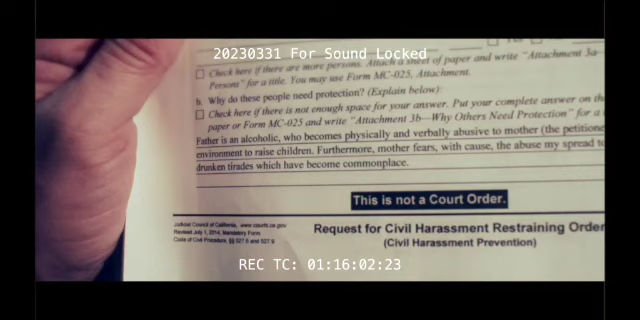 20230331 For Sound Locked
Check here if there are more persons. Attach a sheet of paper and write "Attachment 3a—
Persons" for a title. You may use Form MC-025, Attachment.
b. Why do these people need protection? (Explain below):
Check here if there is not enough space for your answer. Put your complete answer on th
paper or Form MC-025 and write "Attachment 3b—Why Others Need Protection" for a
Father is an alcoholic, who becomes physically and verbally abusive to mother (the petitione
environment to raise children. Furthermore, mother fears, with cause, the abuse my spread to
drunken tirades which have become commonplace.
This is not a Court Order.
Judicial Council of California, www.courts.ca.gov
Revised July 1, 2014, Mandatory Form
Code of Civil Procedure, §§ 527.6 and 527.9
Request for Civil Harassment Restraining Order
(Civil Harassment Prevention)
REC TC: 01:16:02:23